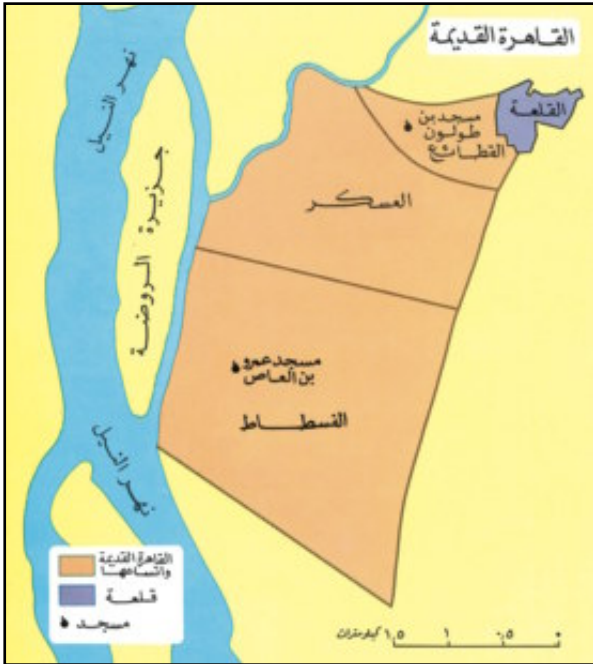 القاهرة القديمة
نهر النيل
القلعة
مسجد بن
طولون
القطائع
العسكر
جزيرة الروضة
مسجد عمرو
بن العاص
الفسطاط
نهر النيل
القاهرة القديمة
واتساعها
قلعة
مسجد
٠ ٠٫٥ ١ ١٫٥ كيلومترات